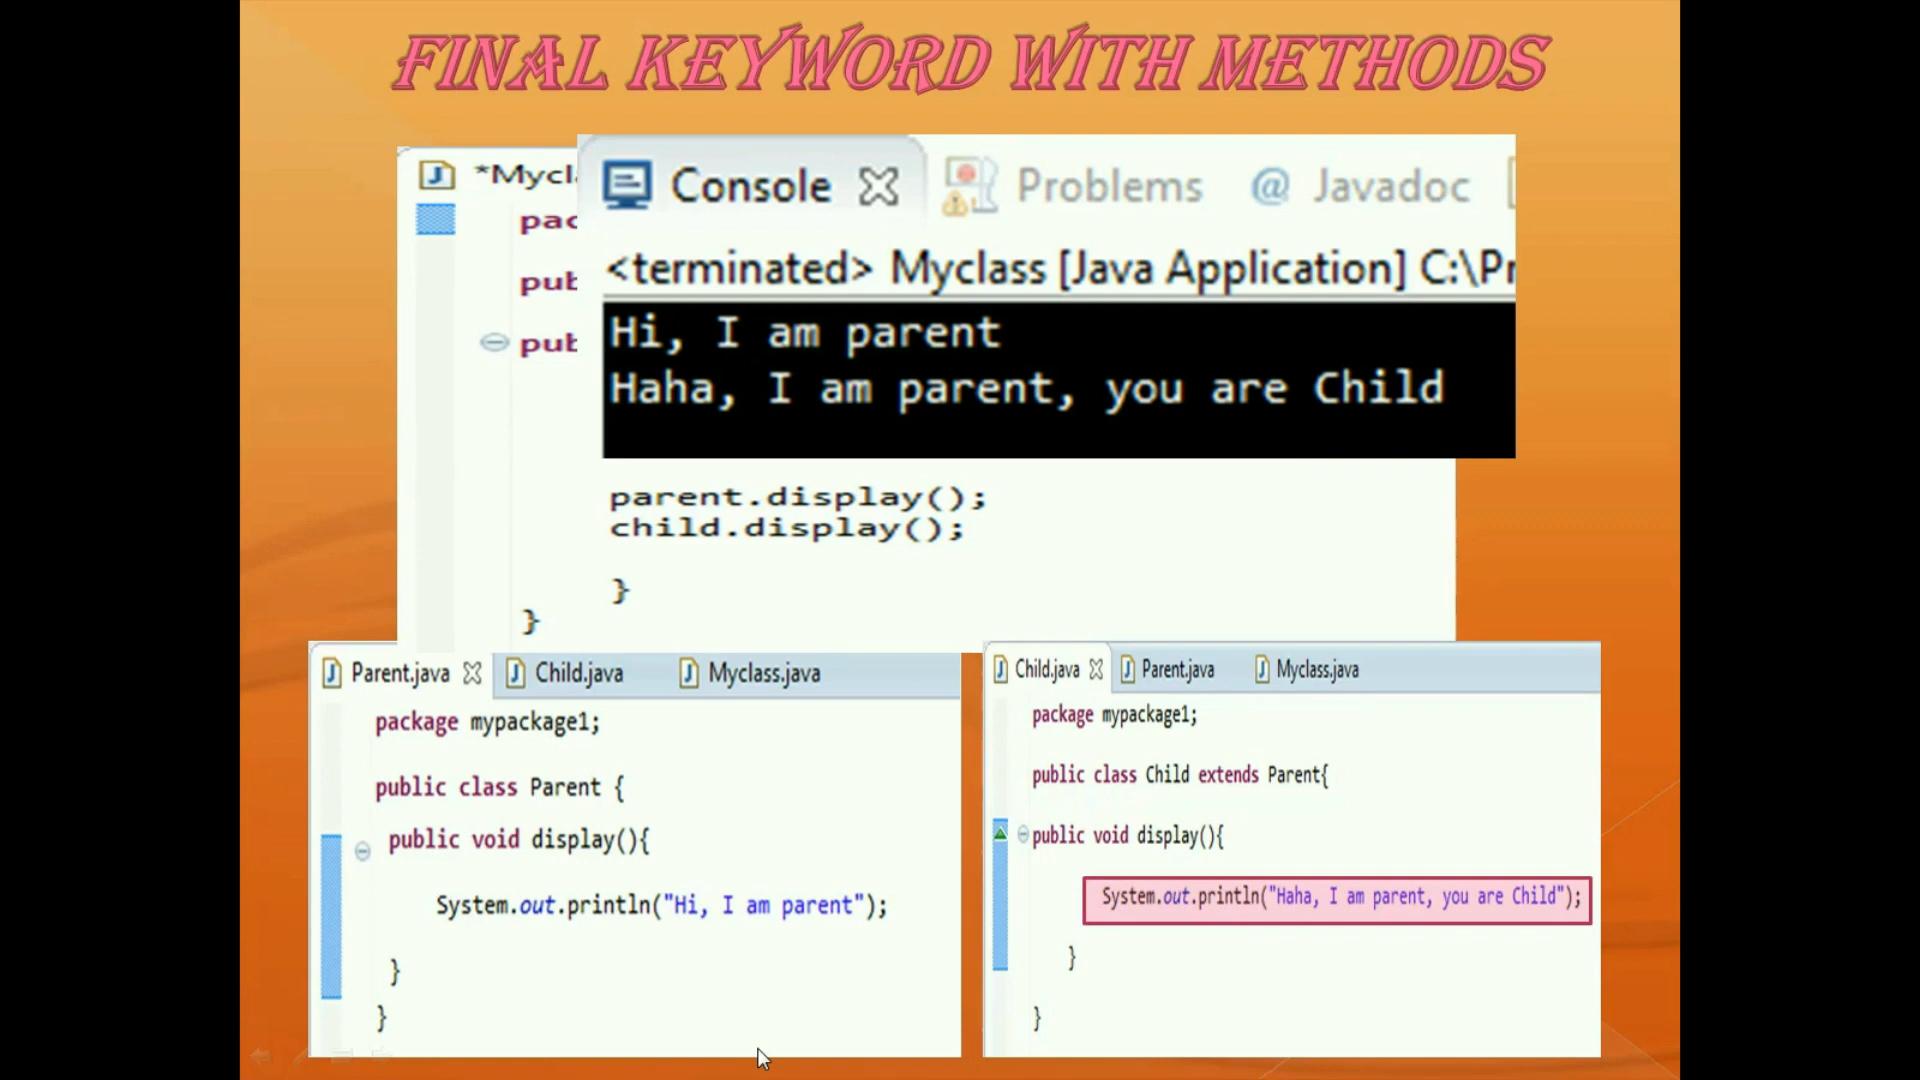 FINAL KEYWORD WITH METHODS
Console Problems @ Javadoc
<terminated> Myclass [Java Application] C:\Pr
Hi, I am parent
Haha, I am parent, you are Child
*Mycl
pac
pub
pub
parent.display();
child.display();
}
}
Parent.java Child.java Myclass.java
package mypackage1;
public class Parent {
public void display(){
System.out.println("Hi, I am parent");
}
}
Child.java Parent.java Myclass.java
package mypackage1;
public class Child extends Parent{
public void display(){
System.out.println("Haha, I am parent, you are Child");
}
}